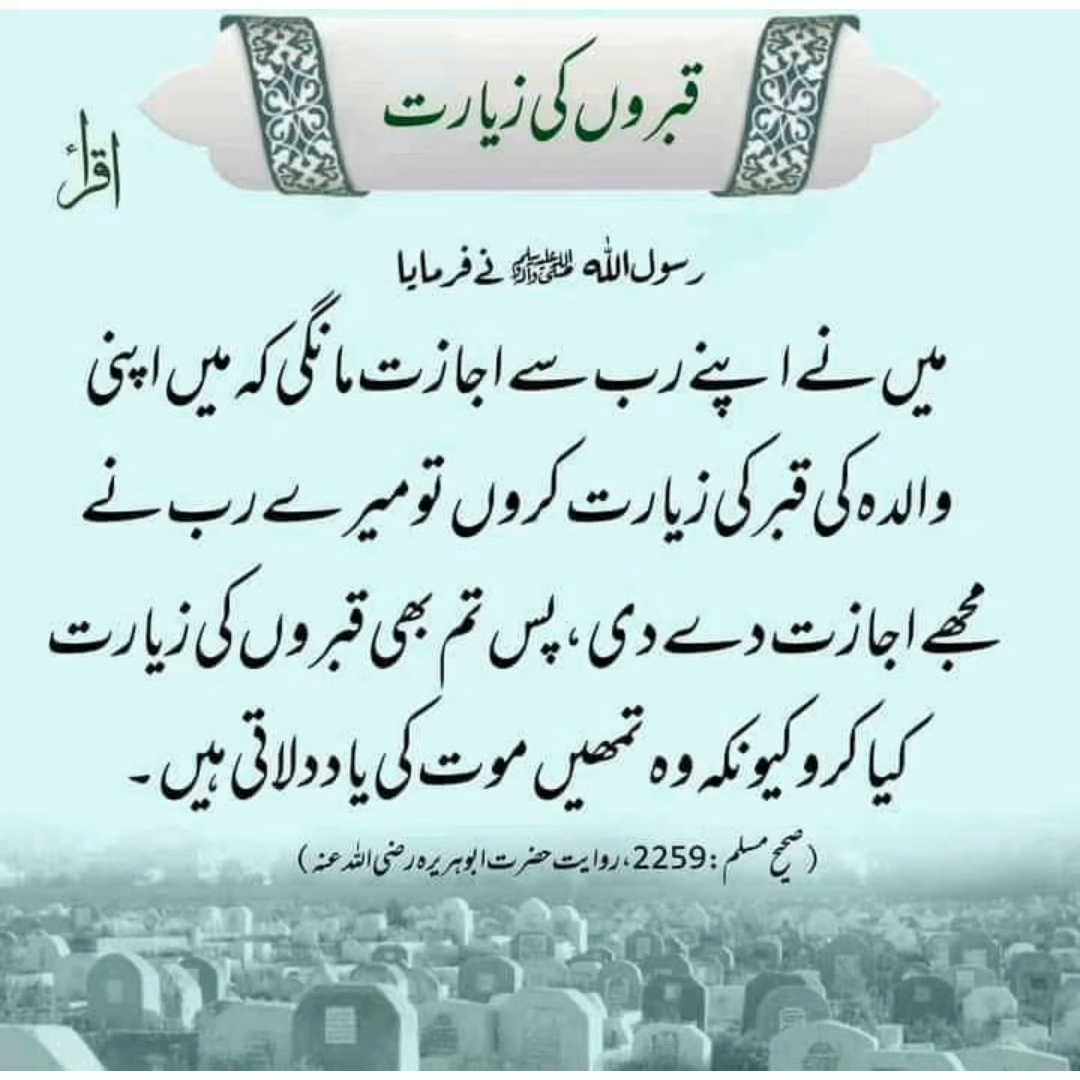 قبروں کی زیارت
اقرأ
رسول اللہ ﷺ نے فرمایا
میں نے اپنے رب سے اجازت مانگی کہ میں اپنی
والدہ کی قبر کی زیارت کروں تو میرے رب نے
مجھے اجازت دے دی، پس تم بھی قبروں کی زیارت
کیا کرو کیونکہ وہ تمھیں موت کی یاد دلاتی ہیں۔
(صحیح مسلم: 2259، روایت حضرت ابوہریرہ رضی اللہ عنہ)